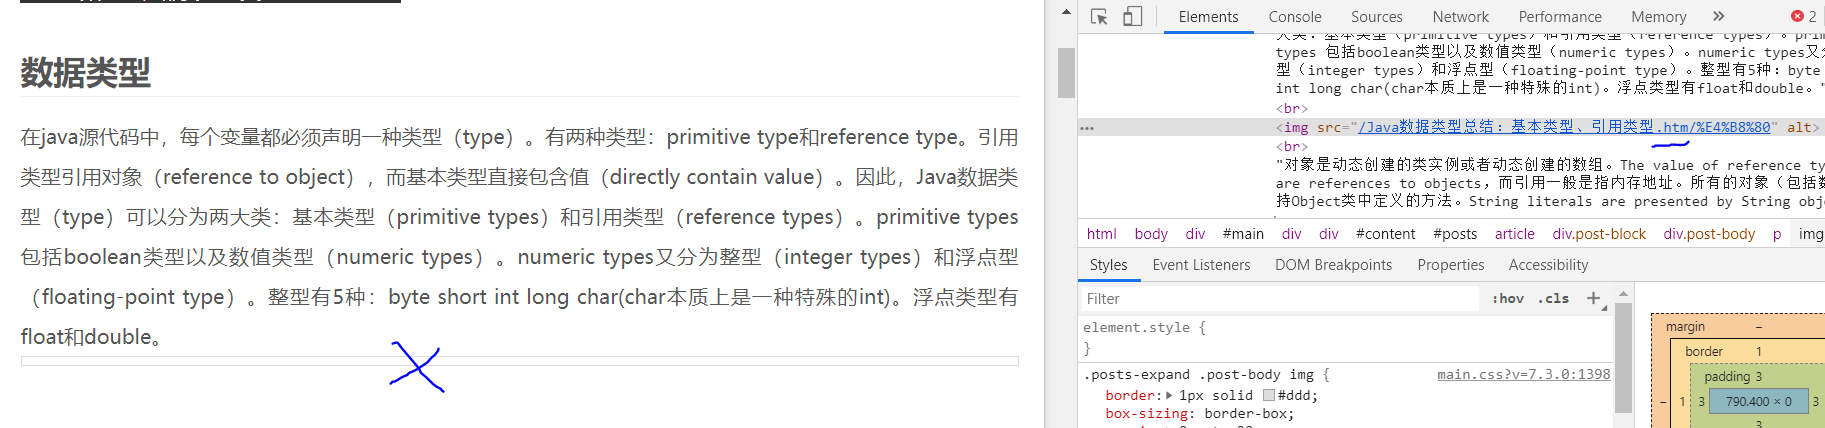 数据类型
在java源代码中，每个变量都必须声明一种类型（type）。有两种类型：primitive type和reference type。引用
类型引用对象（reference to object），而基本类型直接包含值（directly contain value）。因此，Java数据类
型（type）可以分为两大类：基本类型（primitive types）和引用类型（reference types）。primitive types
包括boolean类型以及数值类型（numeric types）。numeric types又分为整型（integer types）和浮点型
（floating-point type）。整型有5种：byte short int long char(char本质上是一种特殊的int)。浮点类型有
float和double。
Elements Console Sources Network Performance Memory » 2
大类：基本类型（primitive types）和引用类型（reference types）。prim
types 包括boolean类型以及数值类型（numeric types）。numeric types又分
型（integer types）和浮点型（floating-point type）。整型有5种：byte
int long char(char本质上是一种特殊的int)。浮点类型有float和double。"
<br>
<img src="/Java数据类型总结：基本类型、引用类型.htm/%E4%B8%80" alt>
<br>
"对象是动态创建的类实例或者动态创建的数组。The value of reference ty
are references to objects，而引用一般是指内存地址。所有的对象（包括数
持Object类中定义的方法。String literals are presented by String obj
html body div #main div div #content #posts article div.post-block div.post-body p img
Styles Event Listeners DOM Breakpoints Properties Accessibility
Filter :hov .cls +
element.style {
}
.posts-expand .post-body img { main.css?v=7.3.0:1398
border: 1px solid #ddd;
box-sizing: border-box;
margin –
border 1
padding 3
– 1 3 790.400 × 0 3 1
3